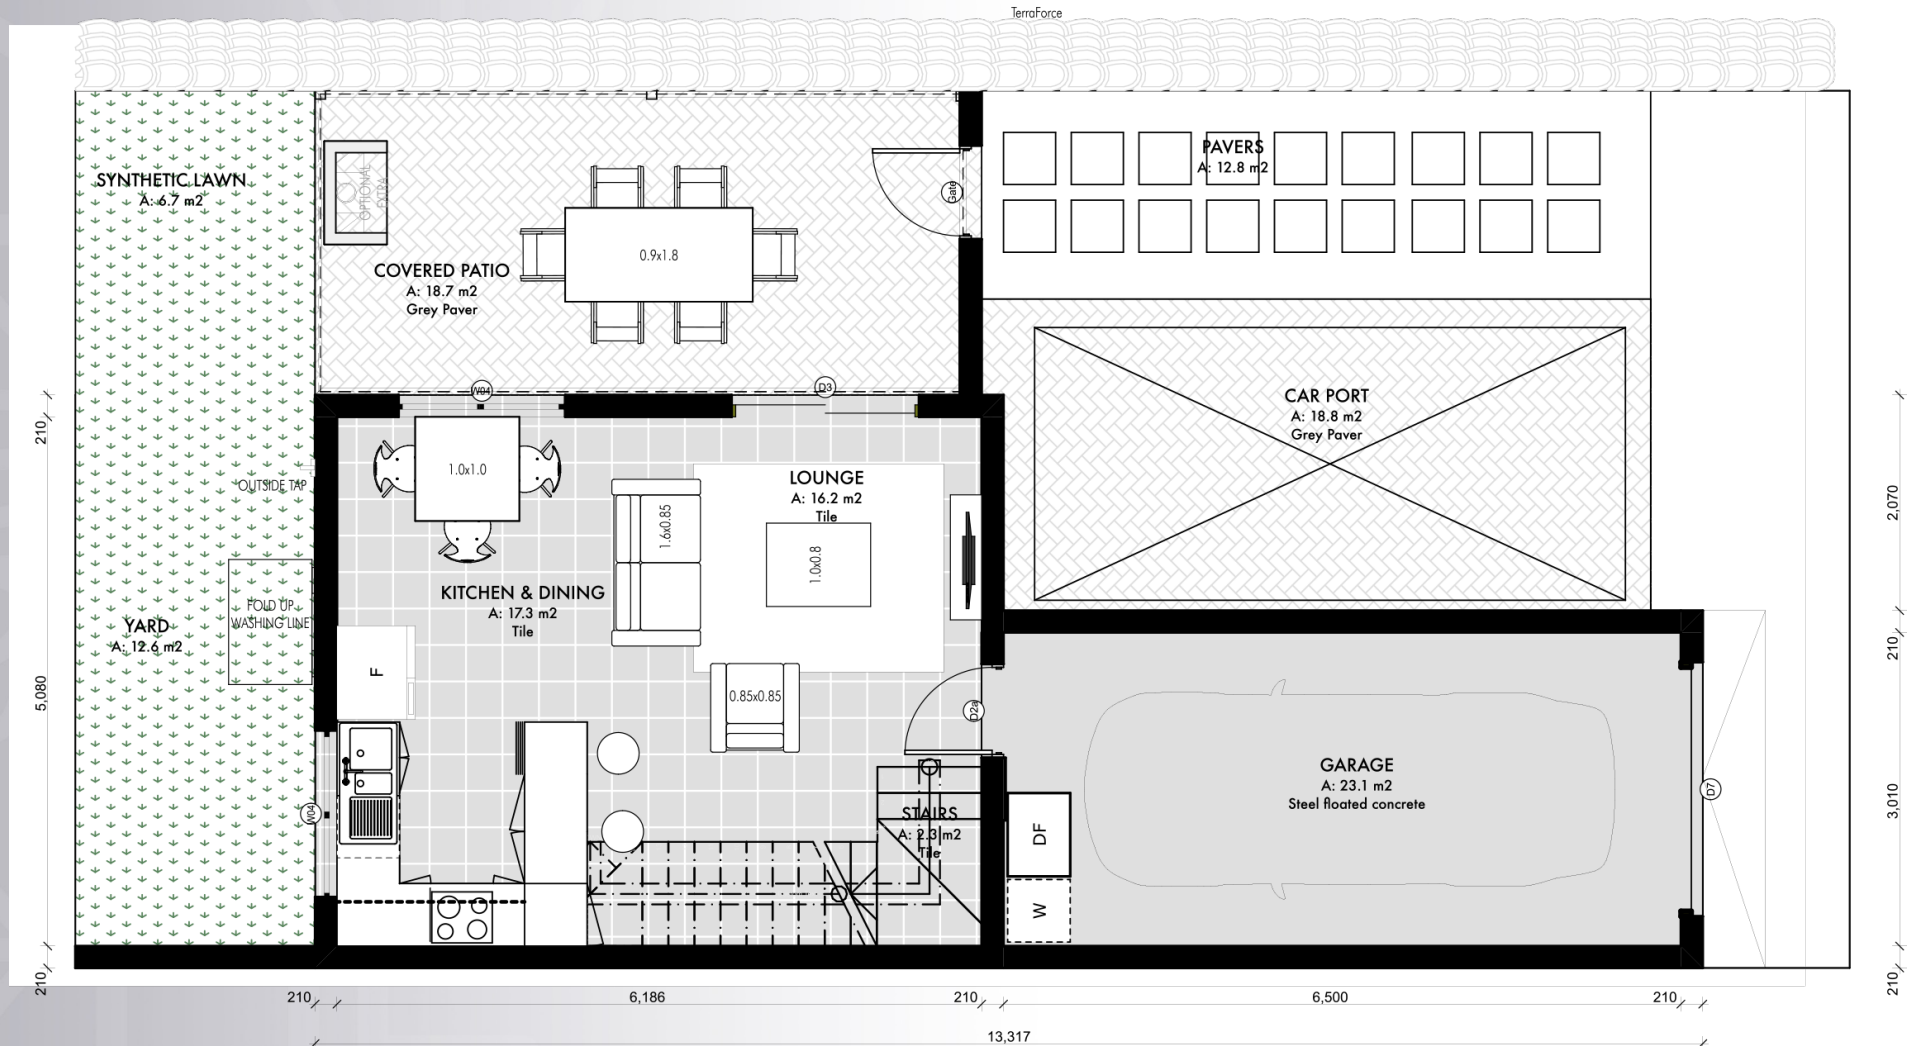 TerraForce
PAVERS
A: 12.8 m2
SYNTHETIC LAWN
A: 6.7 m2
OPTIONAL
EXTRA
Gate
0.9x1.8
COVERED PATIO
A: 18.7 m2
Grey Paver
W04
D3
CAR PORT
A: 18.8 m2
Grey Paver
210
1.0x1.0
LOUNGE
A: 16.2 m2
Tile
OUTSIDE TAP
1.6x0.85
1.0x0.8
2,070
KITCHEN & DINING
A: 17.3 m2
Tile
FOLD UP
WASHING LINE
YARD
A: 12.6 m2
F
210
5,080
0.85x0.85
D2a
GARAGE
A: 23.1 m2
Steel floated concrete
D7
3,010
W04
STAIRS
A: 2.3 m2
Tile
DF
W
210
210
210
6,186
210
6,500
210
13,317